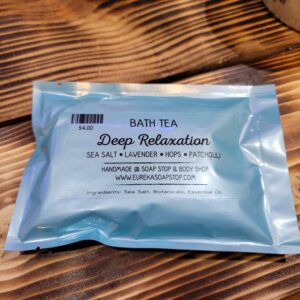 $4.00
BATH TEA
Deep Relaxation
SEA SALT • LAVENDER • HOPS • PATCHOULI
HANDMADE @ SOAP STOP & BODY SHOP
WWW.EUREKASOAPSTOP.COM
Ingredients: Sea Salt, Botanicals, Essential Oil